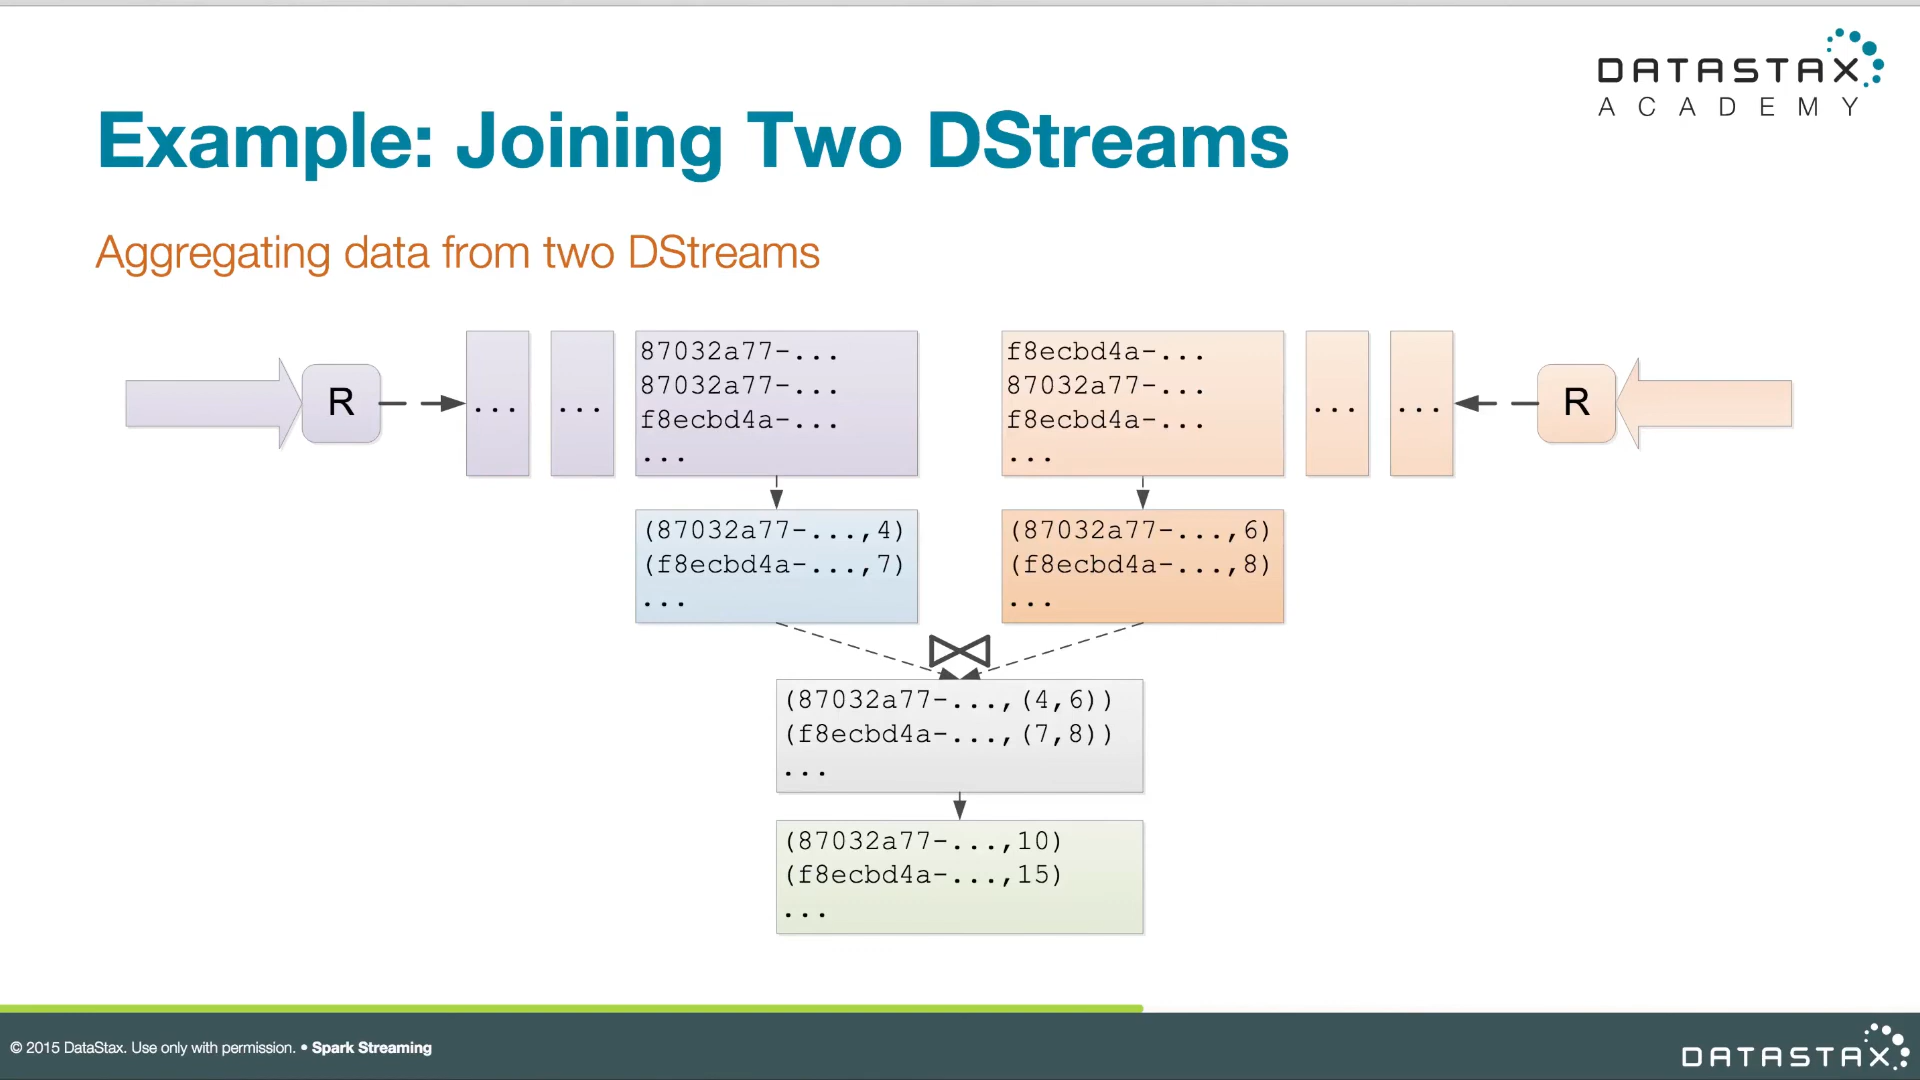 DATASTAX
ACADEMY
Example: Joining Two DStreams
Aggregating data from two DStreams
R
...
...
87032a77-...
87032a77-...
f8ecbd4a-...
...
f8ecbd4a-...
87032a77-...
f8ecbd4a-...
...
...
...
R
(87032a77-...,4)
(f8ecbd4a-...,7)
...
(87032a77-...,6)
(f8ecbd4a-...,8)
...
(87032a77-...,(4,6))
(f8ecbd4a-...,(7,8))
...
(87032a77-...,10)
(f8ecbd4a-...,15)
...
© 2015 DataStax. Use only with permission. • Spark Streaming
DATASTAX